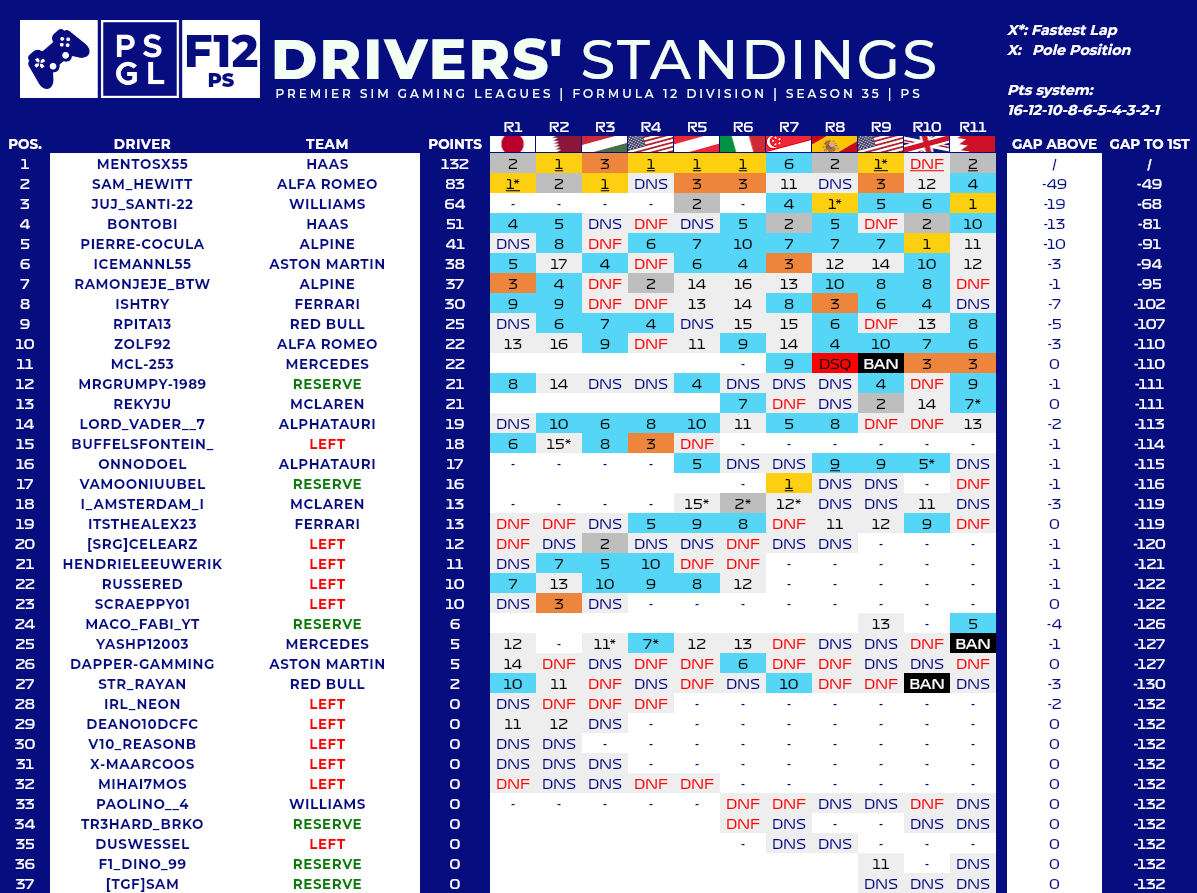 PS
GL
F12
PS
DRIVERS' STANDINGS
PREMIER SIM GAMING LEAGUES | FORMULA 12 DIVISION | SEASON 35 | PS
X*: Fastest Lap
X: Pole Position
Pts system:
16-12-10-8-6-5-4-3-2-1
R1 R2 R3 R4 R5 R6 R7 R8 R9 R10 R11
POS. DRIVER TEAM POINTS GAP ABOVE GAP TO 1ST
1 MENTOSX55 HAAS 132 2 1 3 1 1 1 6 2 1* DNF 2 / /
2 SAM_HEWITT ALFA ROMEO 83 1* 2 1 DNS 3 3 11 DNS 3 12 4 -49 -49
3 JUJ_SANTI-22 WILLIAMS 64 - - - - 2 - 4 1* 5 6 1 -19 -68
4 BONTOBI HAAS 51 4 5 DNS DNF DNS 5 2 5 DNF 2 10 -13 -81
5 PIERRE-COCULA ALPINE 41 DNS 8 DNF 6 7 10 7 7 7 1 11 -10 -91
6 ICEMANNL55 ASTON MARTIN 38 5 17 4 DNF 6 4 3 12 14 10 12 -3 -94
7 RAMONJEJE_BTW ALPINE 37 3 4 DNF 2 14 16 13 10 8 8 DNF -1 -95
8 ISHTRY FERRARI 30 9 9 DNF DNF 13 14 8 3 6 4 DNS -7 -102
9 RPITA13 RED BULL 25 DNS 6 7 4 DNS 15 15 6 DNF 13 8 -5 -107
10 ZOLF92 ALFA ROMEO 22 13 16 9 DNF 11 9 14 4 10 7 6 -3 -110
11 MCL-253 MERCEDES 22 - 9 DSQ BAN 3 3 0 -110
12 MRGRUMPY-1989 RESERVE 21 8 14 DNS DNS 4 DNS DNS DNS 4 DNF 9 -1 -111
13 REKYJU MCLAREN 21 7 DNF DNS 2 14 7* 0 -111
14 LORD_VADER__7 ALPHATAURI 19 DNS 10 6 8 10 11 5 8 DNF DNF 13 -2 -113
15 BUFFELSFONTEIN_ LEFT 18 6 15* 8 3 DNF - - - - - - -1 -114
16 ONNODOEL ALPHATAURI 17 - - - - 5 DNS DNS 9 9 5* DNS -1 -115
17 VAMOONIUUBEL RESERVE 16 - 1 DNS DNS - DNF -1 -116
18 I_AMSTERDAM_I MCLAREN 13 - - - - 15* 2* 12* DNS DNS 11 DNS -3 -119
19 ITSTHEALEX23 FERRARI 13 DNF DNF DNS 5 9 8 DNF 11 12 9 DNF 0 -119
20 [SRG]CELEARZ LEFT 12 DNF DNS 2 DNS DNS DNF DNS DNS - - - -1 -120
21 HENDRIELEEUWERIK LEFT 11 DNS 7 5 10 DNF DNF - - - - - -1 -121
22 RUSSERED LEFT 10 7 13 10 9 8 12 - - - - - -1 -122
23 SCRAEPPY01 LEFT 10 DNS 3 DNS - - - - - - - - 0 -122
24 MACO_FABI_YT RESERVE 6 13 - 5 -4 -126
25 YASHP12003 MERCEDES 5 12 - 11* 7* 12 13 DNF DNS DNS DNF BAN -1 -127
26 DAPPER-GAMMING ASTON MARTIN 5 14 DNF DNS DNF DNF 6 DNF DNF DNS DNS DNF 0 -127
27 STR_RAYAN RED BULL 2 10 11 DNF DNS DNF DNS 10 DNF DNF BAN DNS -3 -130
28 IRL_NEON LEFT 0 DNS DNF DNF DNF - - - - - - - -2 -132
29 DEANO10DCFC LEFT 0 11 12 DNS - - - - - - - - 0 -132
30 V10_REASONB LEFT 0 DNS DNS - - - - - - - - - 0 -132
31 X-MAARCOOS LEFT 0 DNS DNS DNS - - - - - - - - 0 -132
32 MIHAI7MOS LEFT 0 DNF DNS DNS DNF DNF - - - - - - 0 -132
33 PAOLINO__4 WILLIAMS 0 - - - - - DNF DNF DNS DNS DNF DNS 0 -132
34 TR3HARD_BRKO RESERVE 0 DNF DNS - - DNS DNS 0 -132
35 DUSWESSEL LEFT 0 - DNS DNS - - - 0 -132
36 F1_DINO_99 RESERVE 0 11 - DNS 0 -132
37 [TGF]SAM RESERVE 0 DNS DNS DNS 0 -132